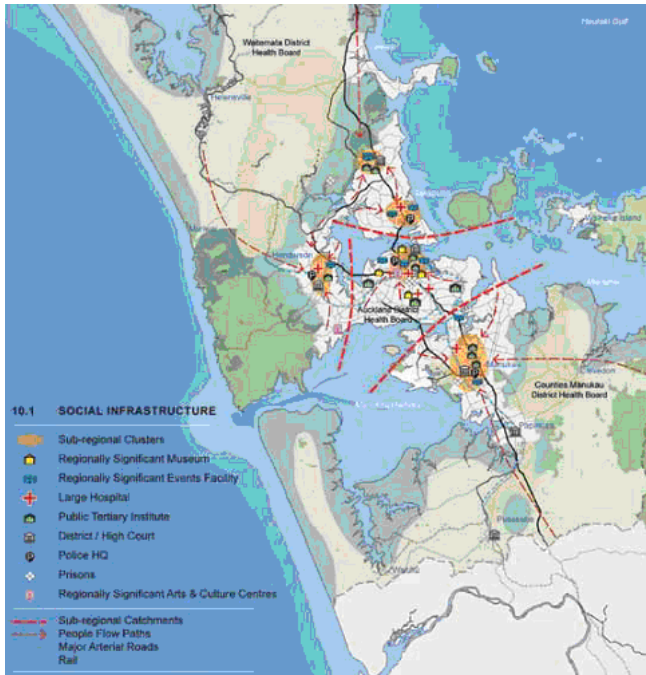 Hauraki Gulf
Waitemata District
Health Board
Helensville
Waiheke Island
Henderson
Auckland District
Health Board
Manukau
Clevedon
Counties Manukau
District Health Board
Papakura
Pukekohe
Waiuku
10.1 SOCIAL INFRASTRUCTURE
Sub-regional Clusters
Regionally Significant Museum
Regionally Significant Events Facility
Large Hospital
Public Tertiary Institute
District / High Court
Police HQ
Prisons
Regionally Significant Arts & Culture Centres
Sub-regional Catchments
People Flow Paths
Major Arterial Roads
Rail